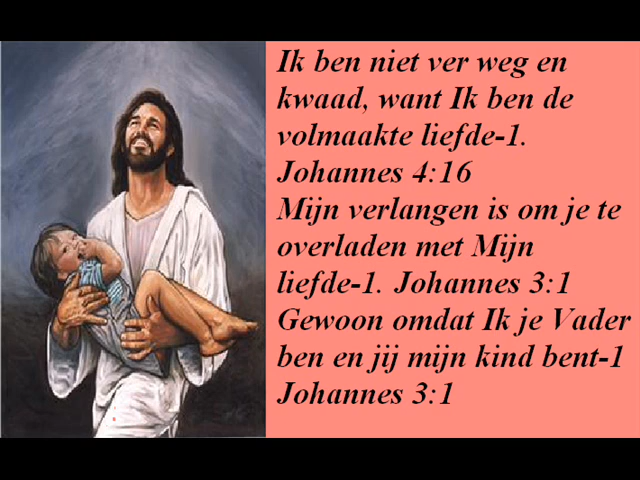 Ik ben niet ver weg en
kwaad, want Ik ben de
volmaakte liefde-1.
Johannes 4:16
Mijn verlangen is om je te
overladen met Mijn
liefde-1. Johannes 3:1
Gewoon omdat Ik je Vader
ben en jij mijn kind bent-1
Johannes 3:1